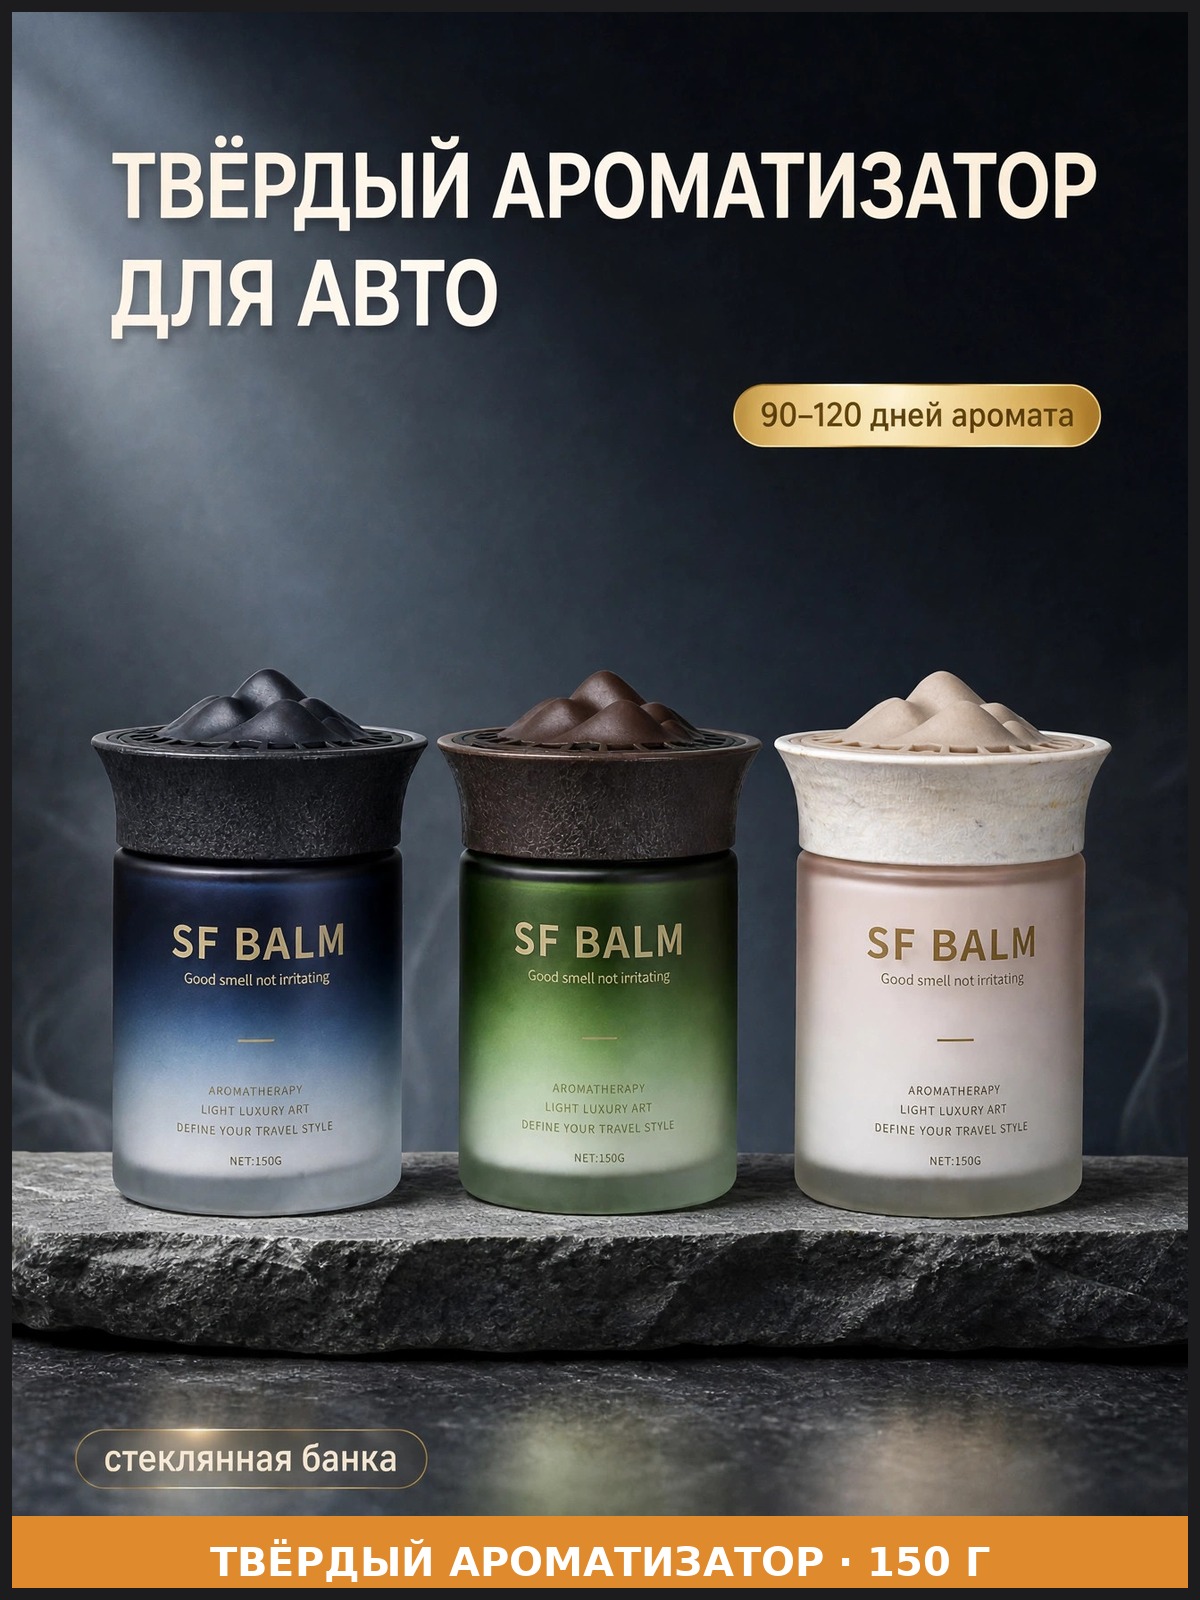 ТВЁРДЫЙ АРОМАТИЗАТОР
ДЛЯ АВТО
90–120 дней аромата
SF BALM
Good smell not irritating
AROMATHERAPY
LIGHT LUXURY ART
DEFINE YOUR TRAVEL STYLE
NET:150G
SF BALM
Good smell not irritating
AROMATHERAPY
LIGHT LUXURY ART
DEFINE YOUR TRAVEL STYLE
NET:150G
SF BALM
Good smell not irritating
AROMATHERAPY
LIGHT LUXURY ART
DEFINE YOUR TRAVEL STYLE
NET:150G
стеклянная банка
ТВЁРДЫЙ АРОМАТИЗАТОР · 150 Г